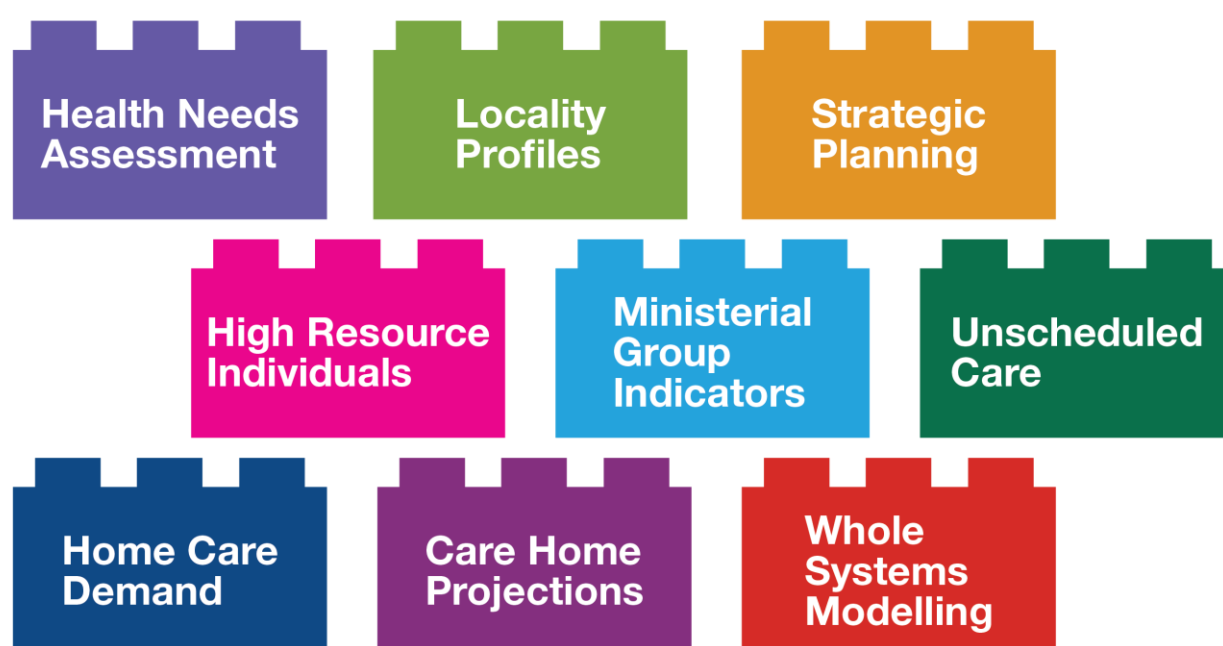 Health Needs
Assessment
Locality
Profiles
Strategic
Planning
High Resource
Individuals
Ministerial
Group
Indicators
Unscheduled
Care
Home Care
Demand
Care Home
Projections
Whole
Systems
Modelling